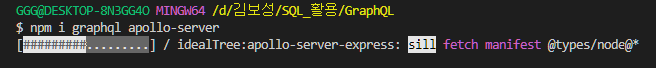 GGG@DESKTOP-8N3GG4O MINGW64 /d/김보성/SQL_활용/GraphQL
$ npm i graphql apollo-server
[#########.........] / idealTree:apollo-server-express: sill fetch manifest @types/node@*